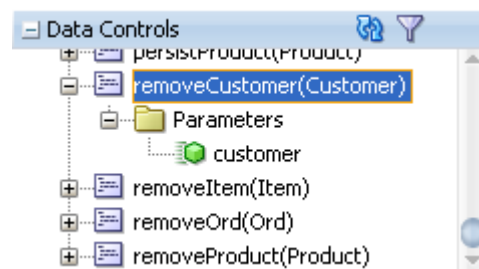 Data Controls
persistProduct(Product)
removeCustomer(Customer)
Parameters
customer
removeItem(Item)
removeOrd(Ord)
removeProduct(Product)